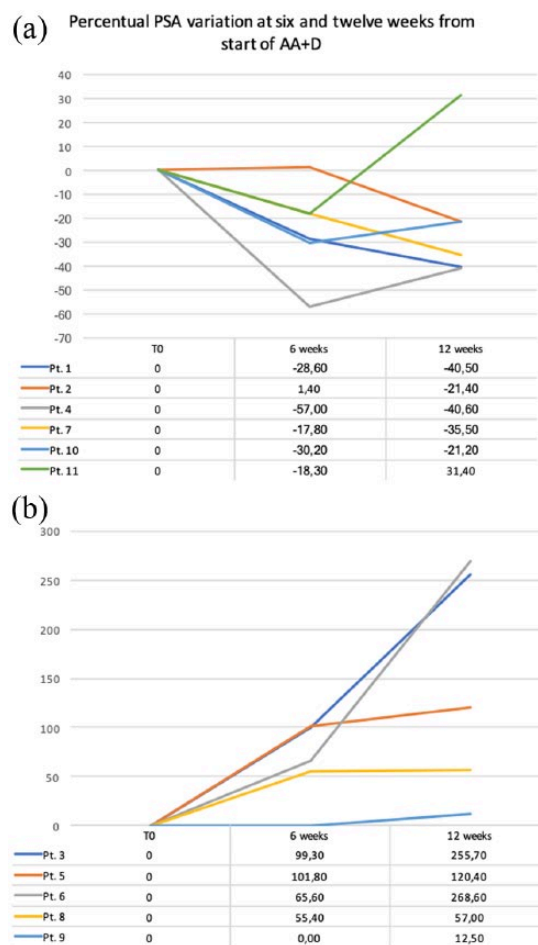 (a) Percentual PSA variation at six and twelve weeks from
start of AA+D
40
30
20
10
0
-10
-20
-30
-40
-50
-60
-70
T0 6 weeks 12 weeks
Pt. 1 0 -28,60 -40,50
Pt. 2 0 1,40 -21,40
Pt. 4 0 -57,00 -40,60
Pt. 7 0 -17,80 -35,50
Pt. 10 0 -30,20 -21,20
Pt. 11 0 -18,30 31,40
(b)
300
250
200
150
100
50
0
T0 6 weeks 12 weeks
Pt. 3 0 99,30 255,70
Pt. 5 0 101,80 120,40
Pt. 6 0 65,60 268,60
Pt. 8 0 55,40 57,00
Pt. 9 0 0,00 12,50